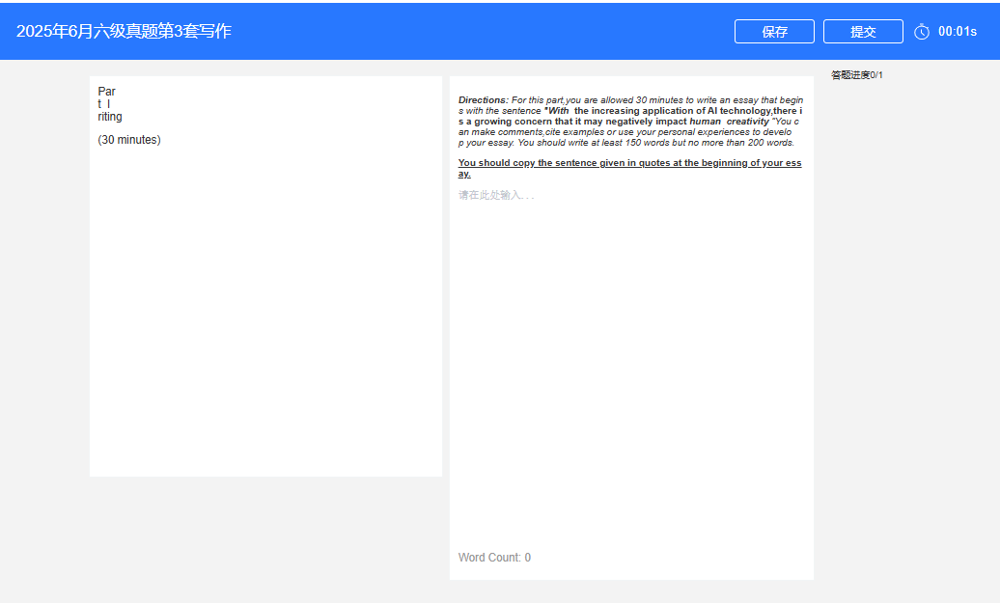 2025年6月六级真题第3套写作
保存
提交
00:01s
答题进度0/1
Par
t I
riting
(30 minutes)
Directions: For this part,you are allowed 30 minutes to write an essay that begin
s with the sentence "With the increasing application of AI technology,there i
s a growing concern that it may negatively impact human creativity "You c
an make comments,cite examples or use your personal experiences to develo
p your essay. You should write at least 150 words but no more than 200 words.
You should copy the sentence given in quotes at the beginning of your ess
ay.
请在此处输入...
Word Count: 0